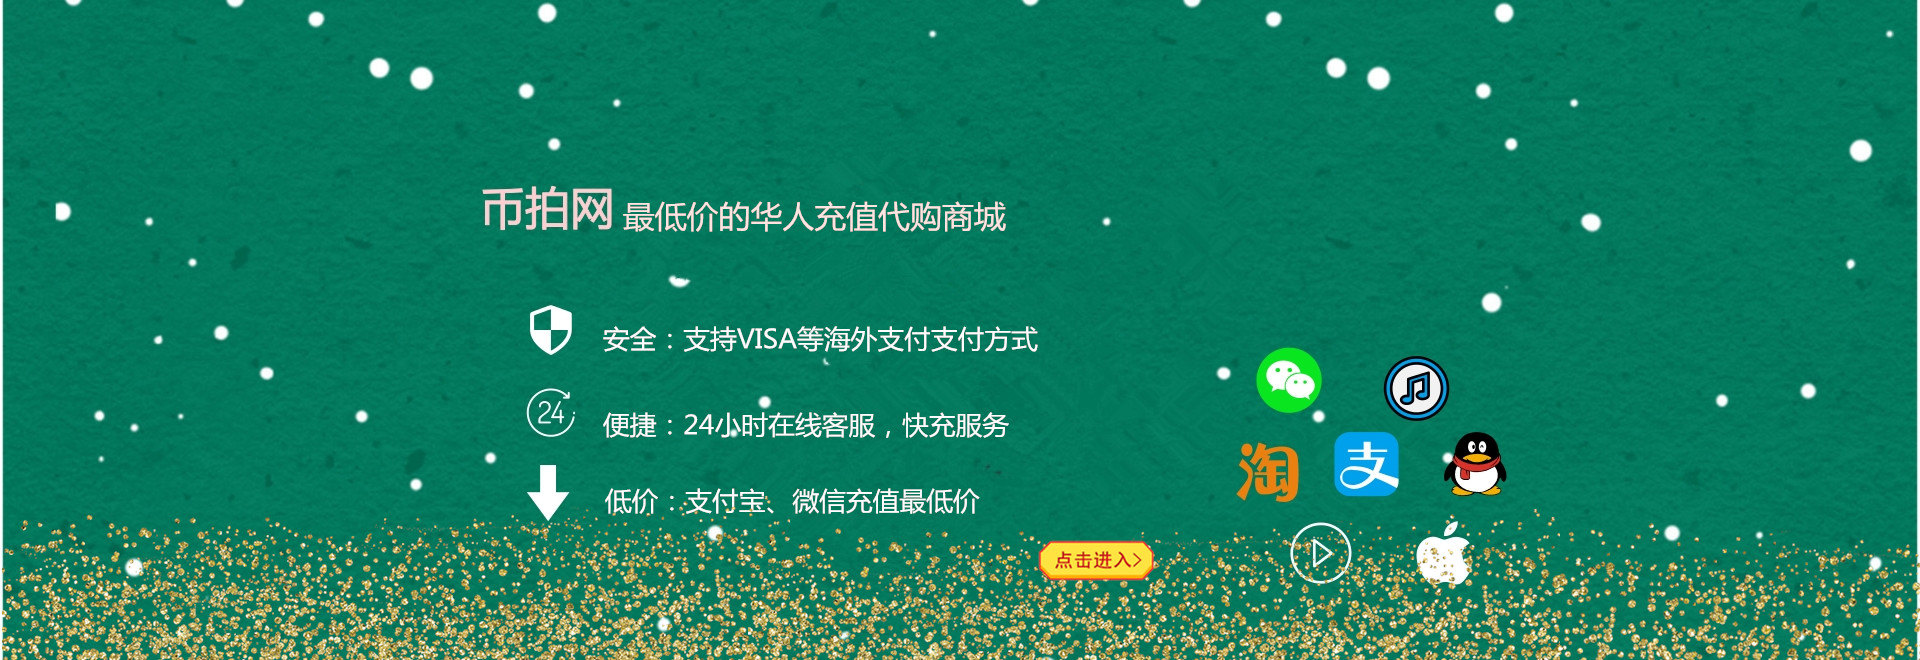 币拍网 最低价的华人充值代购商城
安全：支持VISA等海外支付支付方式
24
便捷：24小时在线客服，快充服务
低价：支付宝、微信充值最低价
淘
支
点击进入>